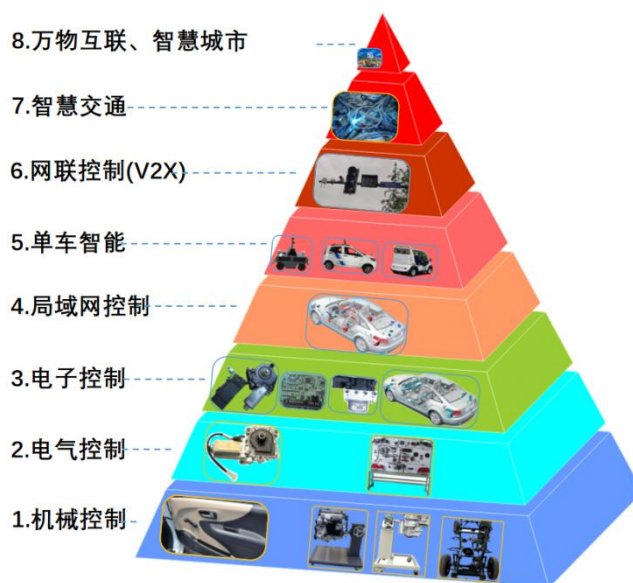 8.万物互联、智慧城市
7.智慧交通
6.网联控制(V2X)
5.单车智能
4.局域网控制
3.电子控制
2.电气控制
1.机械控制